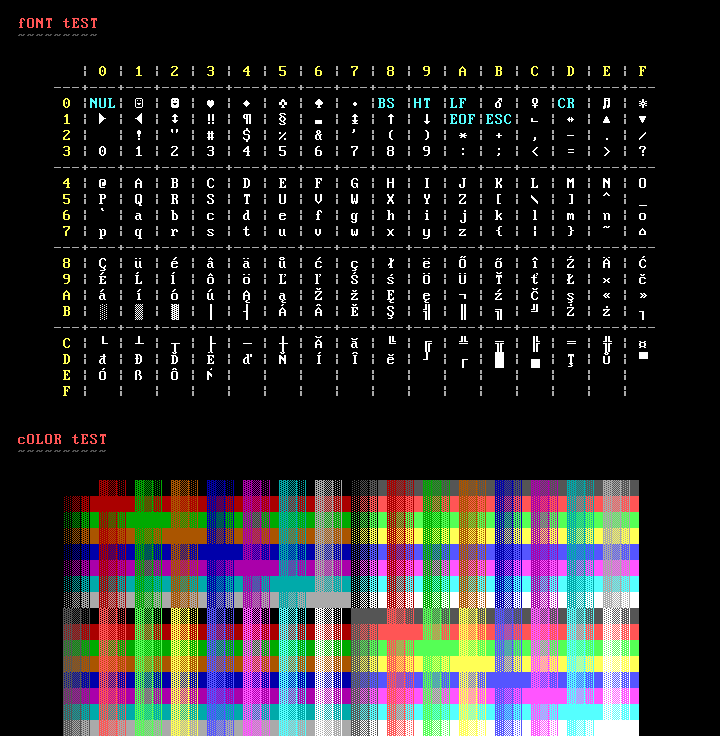 fONT tEST
~~~~~~~~~
¦ 0 ¦ 1 ¦ 2 ¦ 3 ¦ 4 ¦ 5 ¦ 6 ¦ 7 ¦ 8 ¦ 9 ¦ A ¦ B ¦ C ¦ D ¦ E ¦ F
0 ¦NUL¦ ☺ ¦ ☻ ¦ ♥ ¦ ♦ ¦ ♣ ¦ ♠ ¦ • ¦BS ¦HT ¦LF ¦ ♂ ¦ ♀ ¦CR ¦ ♫ ¦ ☼
1 ¦ ► ¦ ◄ ¦ ↕ ¦ ‼ ¦ ¶ ¦ § ¦ ▬ ¦ ↨ ¦ ↑ ¦ ↓ ¦EOF¦ESC¦ ∟ ¦ ↔ ¦ ▲ ¦ ▼
2 ¦   ¦ ! ¦ " ¦ # ¦ $ ¦ % ¦ & ¦ ' ¦ ( ¦ ) ¦ * ¦ + ¦ , ¦ - ¦ . ¦ /
3 ¦ 0 ¦ 1 ¦ 2 ¦ 3 ¦ 4 ¦ 5 ¦ 6 ¦ 7 ¦ 8 ¦ 9 ¦ : ¦ ; ¦ < ¦ = ¦ > ¦ ?
4 ¦ @ ¦ A ¦ B ¦ C ¦ D ¦ E ¦ F ¦ G ¦ H ¦ I ¦ J ¦ K ¦ L ¦ M ¦ N ¦ O
5 ¦ P ¦ Q ¦ R ¦ S ¦ T ¦ U ¦ V ¦ W ¦ X ¦ Y ¦ Z ¦ [ ¦ \ ¦ ] ¦ ^ ¦ _
6 ¦ ` ¦ a ¦ b ¦ c ¦ d ¦ e ¦ f ¦ g ¦ h ¦ i ¦ j ¦ k ¦ l ¦ m ¦ n ¦ o
7 ¦ p ¦ q ¦ r ¦ s ¦ t ¦ u ¦ v ¦ w ¦ x ¦ y ¦ z ¦ { ¦ | ¦ } ¦ ~ ¦ ⌂
8 ¦ Ç ¦ ü ¦ é ¦ â ¦ ä ¦ ů ¦ ć ¦ ç ¦ ł ¦ ë ¦ Ő ¦ ő ¦ î ¦ Ź ¦ Ä ¦ Ć
9 ¦ É ¦ Ĺ ¦ ĺ ¦ ô ¦ ö ¦ Ľ ¦ ľ ¦ Ś ¦ ś ¦ Ö ¦ Ü ¦ Ť ¦ ť ¦ Ł ¦ × ¦ č
A ¦ á ¦ í ¦ ó ¦ ú ¦ Ą ¦ ą ¦ Ž ¦ ž ¦ Ę ¦ ę ¦ ¬ ¦ ź ¦ Č ¦ ş ¦ « ¦ »
B ¦ ░ ¦ ▒ ¦ ▓ ¦ │ ¦ ┤ ¦ Á ¦ Â ¦ Ě ¦ Ş ¦ ╣ ¦ ║ ¦ ╗ ¦ ╝ ¦ Ż ¦ ż ¦ ┐
C ¦ └ ¦ ┴ ¦ ┬ ¦ ├ ¦ ─ ¦ ┼ ¦ Ă ¦ ă ¦ ╚ ¦ ╔ ¦ ╩ ¦ ╦ ¦ ╠ ¦ ═ ¦ ╬ ¦ ¤
D ¦ đ ¦ Đ ¦ Ď ¦ Ë ¦ ď ¦ Ň ¦ Í ¦ Î ¦ ě ¦ ┘ ¦ ┌ ¦ █ ¦ ▄ ¦ Ţ ¦ Ů ¦ ▀
E ¦ Ó ¦ ß ¦ Ô ¦
F ¦
cOLOR tEST
~~~~~~~~~~